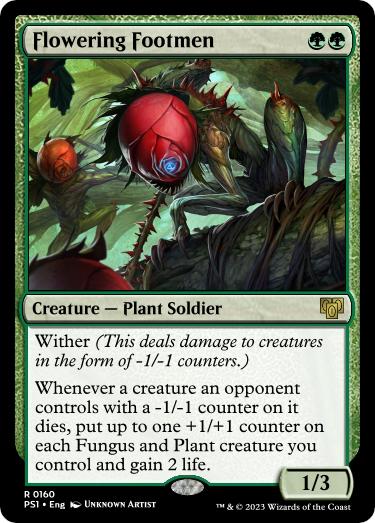 Flowering Footmen
Creature — Plant Soldier
Wither (This deals damage to creatures
in the form of -1/-1 counters.)
Whenever a creature an opponent
controls with a -1/-1 counter on it
dies, put up to one +1/+1 counter on
each Fungus and Plant creature you
control and gain 2 life.
1/3
R 0160
PS1 • Eng Unknown Artist
™ & © 2023 Wizards of the Coast